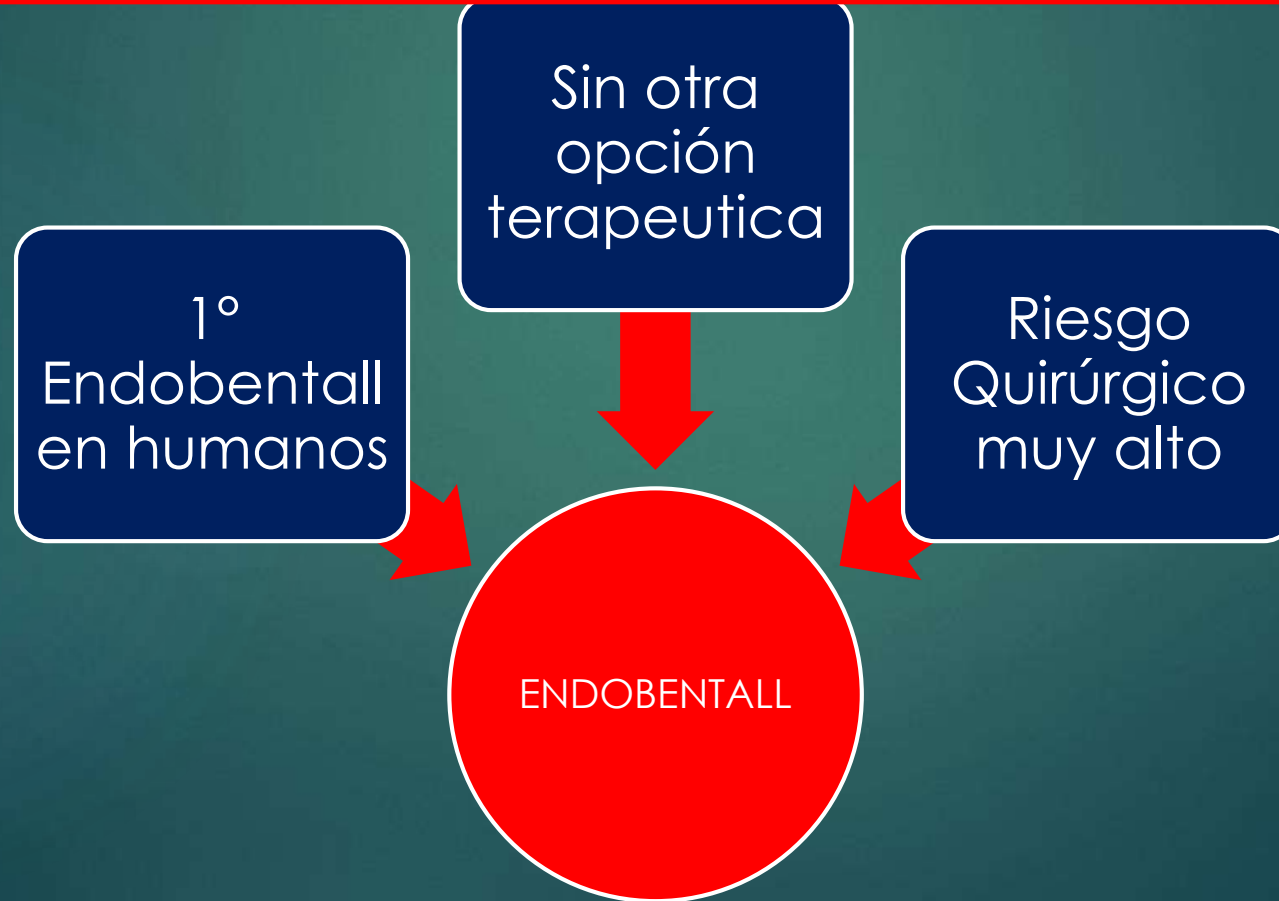 Sin otra
opción
terapeutica
1°
Endobentall
en humanos
Riesgo
Quirúrgico
muy alto
ENDOBENTALL